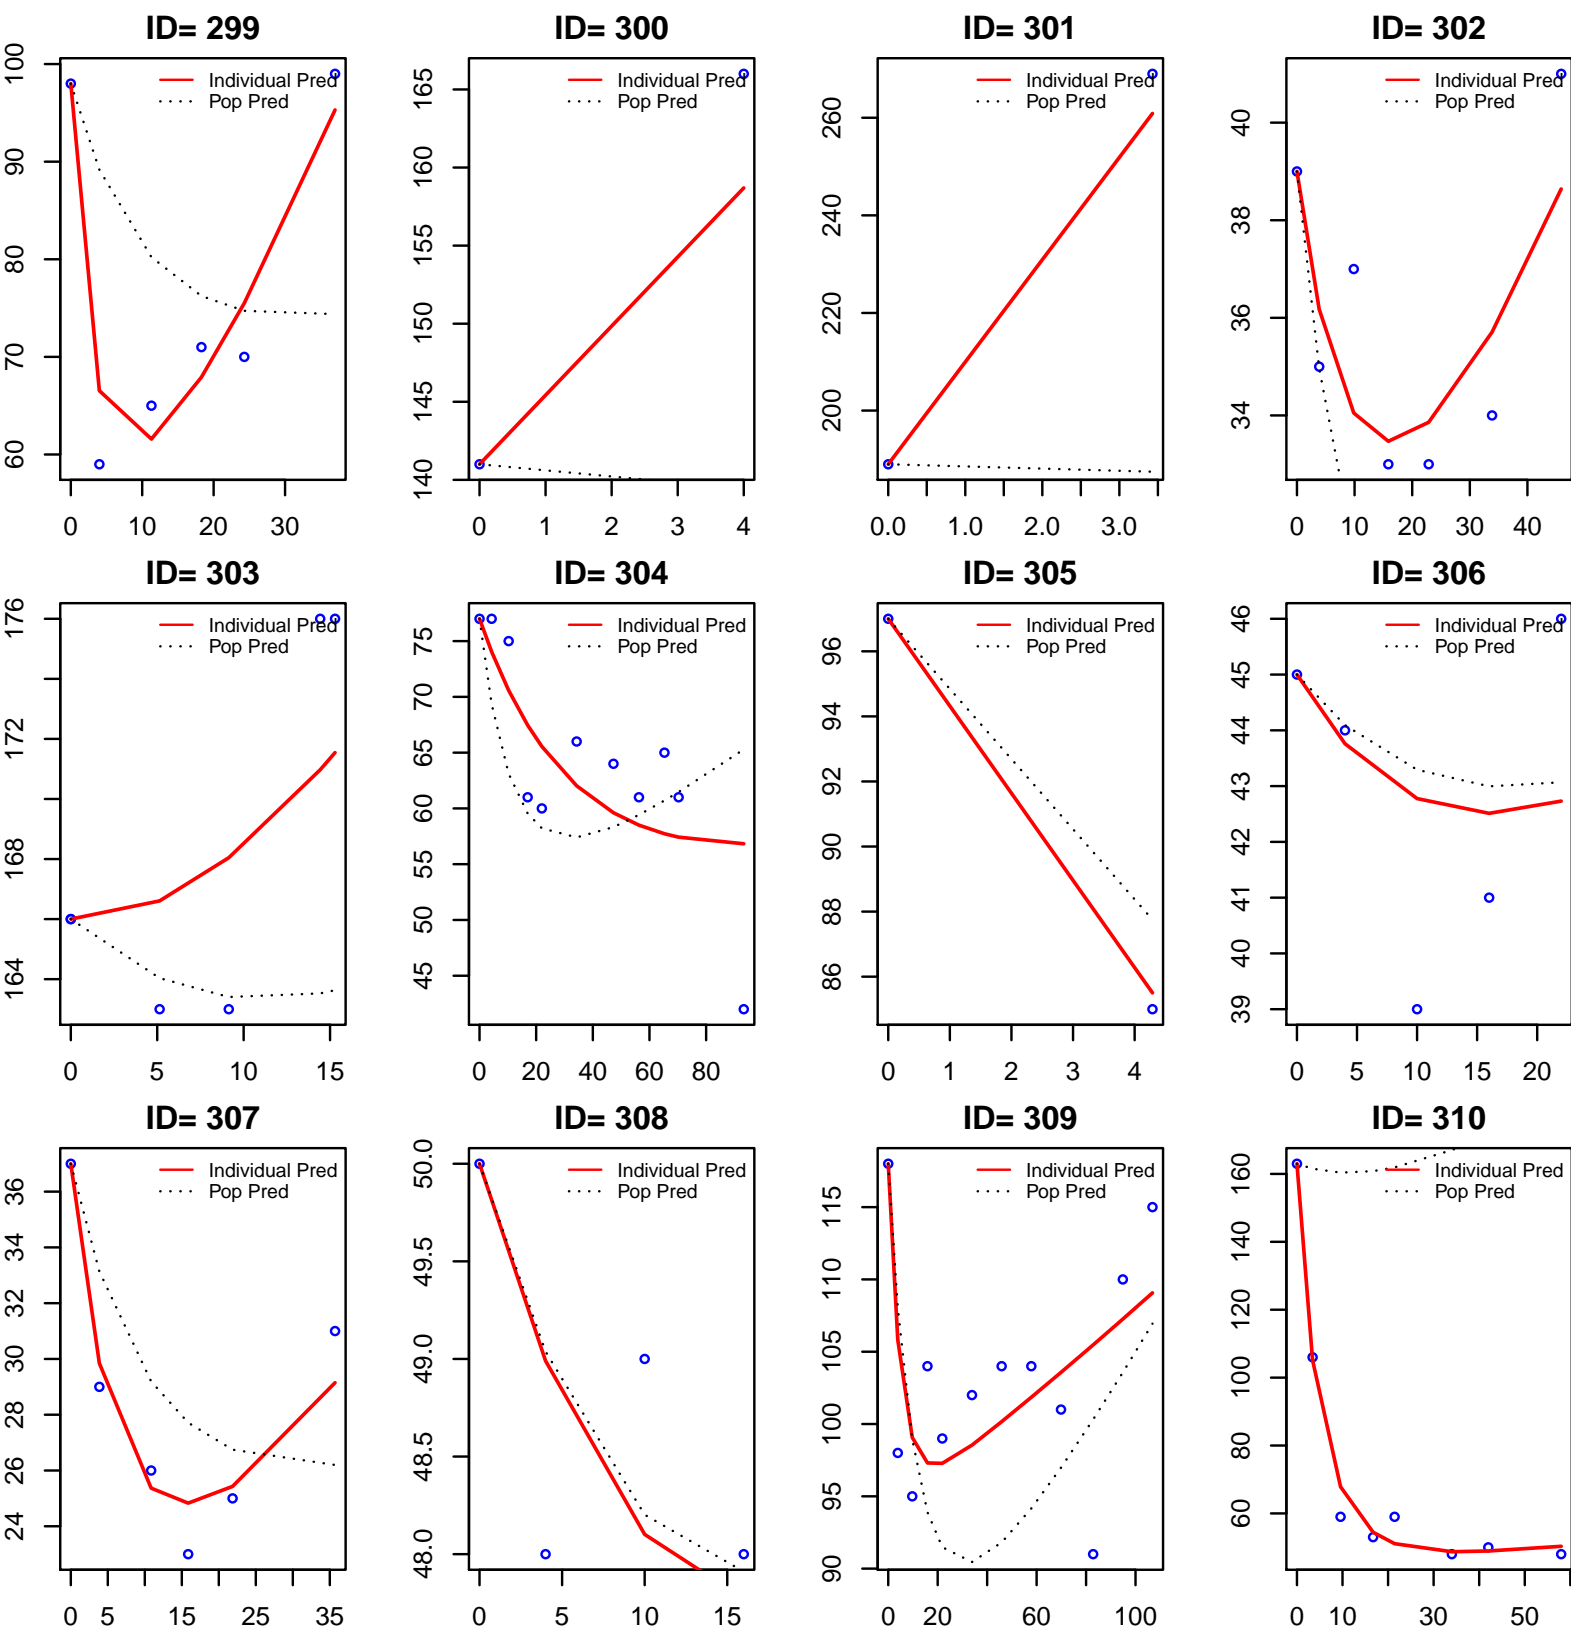 ID= 299
100
90
80
70
60
0 10 20 30
Individual Pred
Pop Pred
ID= 300
165
160
155
150
145
140
0 1 2 3 4
Individual Pred
Pop Pred
ID= 301
260
240
220
200
0.0 1.0 2.0 3.0
Individual Pred
Pop Pred
ID= 302
40
38
36
34
0 10 20 30 40
Individual Pred
Pop Pred
ID= 303
176
172
168
164
0 5 10 15
Individual Pred
Pop Pred
ID= 304
75
70
65
60
55
50
45
0 20 40 60 80
Individual Pred
Pop Pred
ID= 305
96
94
92
90
88
86
0 1 2 3 4
Individual Pred
Pop Pred
ID= 306
46
45
44
43
42
41
40
39
0 5 10 15 20
Individual Pred
Pop Pred
ID= 307
36
34
32
30
28
26
24
0 5 15 25 35
Individual Pred
Pop Pred
ID= 308
50.0
49.5
49.0
48.5
48.0
0 5 10 15
Individual Pred
Pop Pred
ID= 309
115
110
105
100
95
90
0 20 60 100
Individual Pred
Pop Pred
ID= 310
160
140
120
100
80
60
0 10 30 50
Individual Pred
Pop Pred